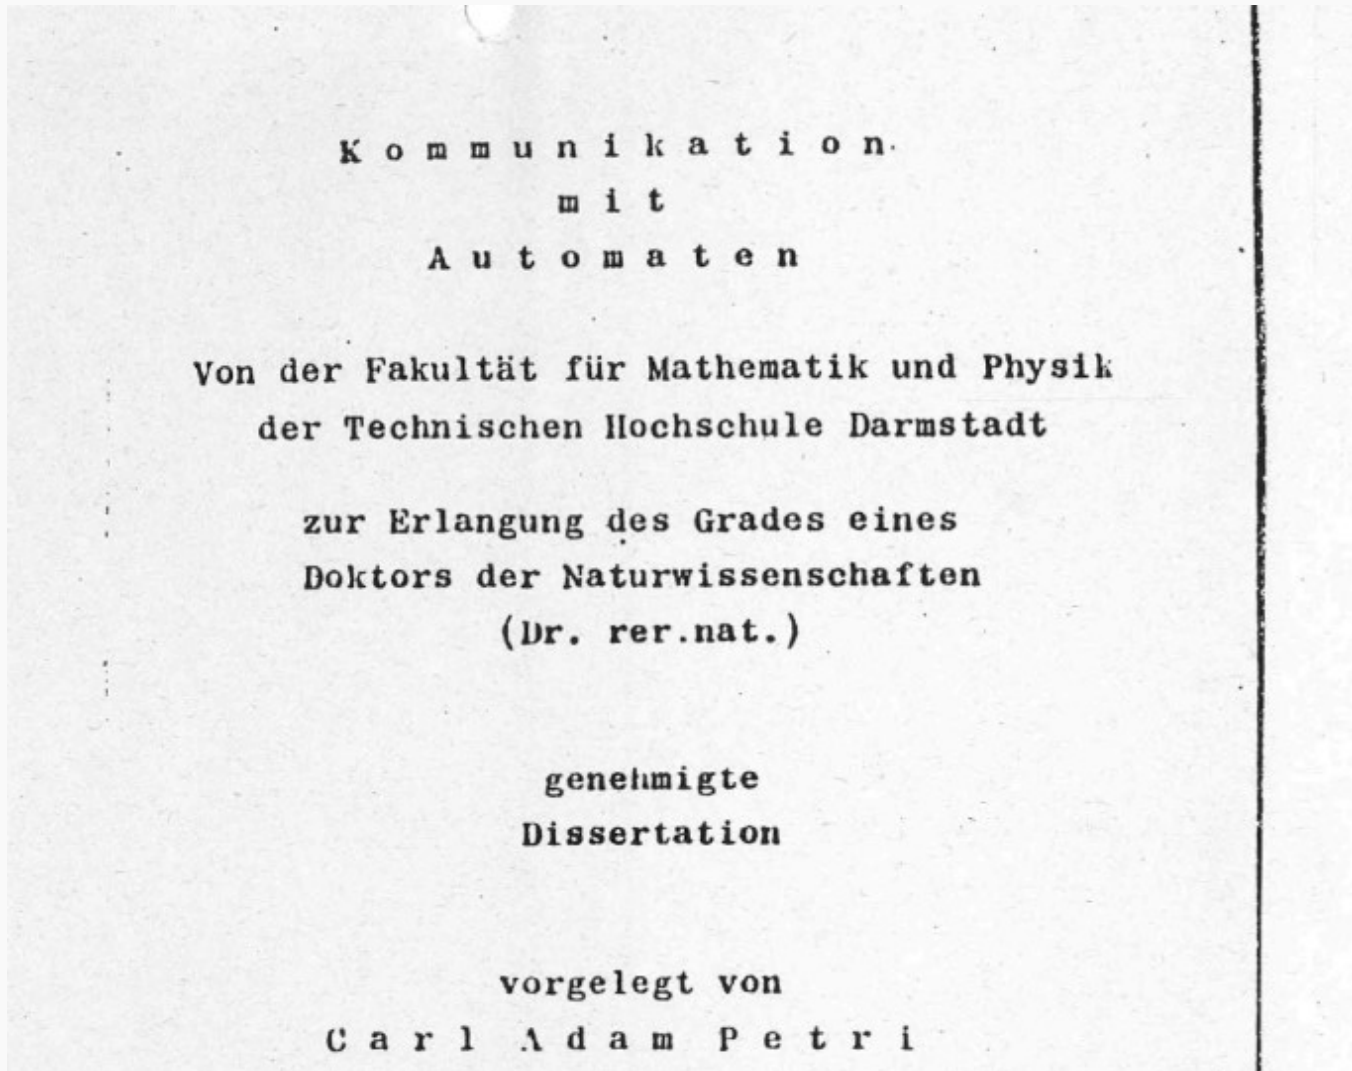 Kommunikation
mit
Automaten
Von der Fakultät für Mathematik und Physik
der Technischen Hochschule Darmstadt
zur Erlangung des Grades eines
Doktors der Naturwissenschaften
(Dr. rer.nat.)
genehmigte
Dissertation
vorgelegt von
Carl Adam Petri